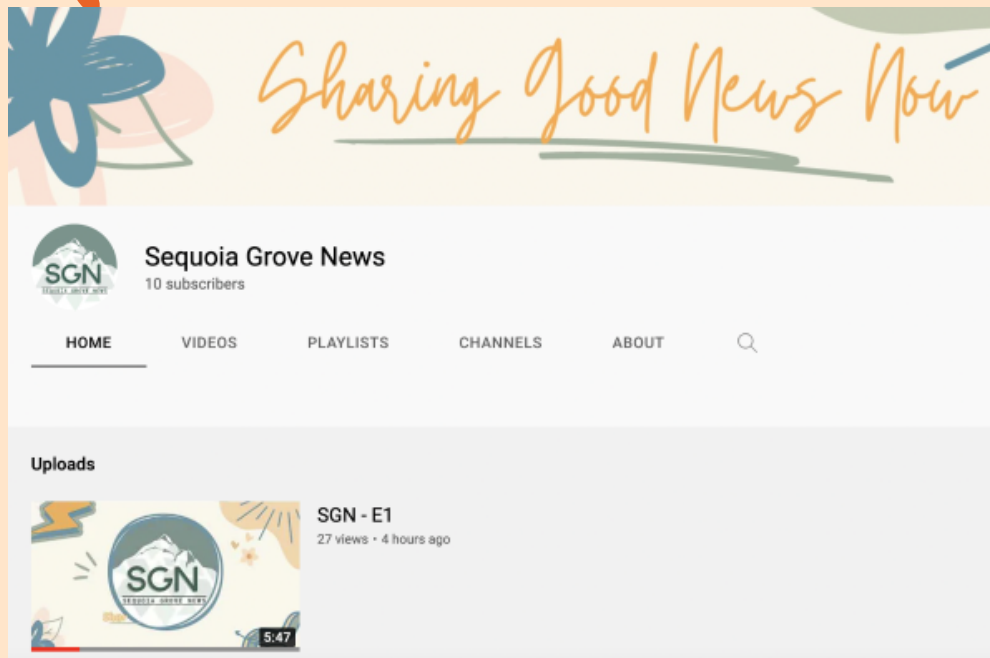 Sharing Good News Now
SGN
SEQUOIA GROVE NEWS
Sequoia Grove News
10 subscribers
HOME VIDEOS PLAYLISTS CHANNELS ABOUT
Uploads
SGN
SEQUOIA GROVE NEWS
5:47
SGN - E1
27 views • 4 hours ago